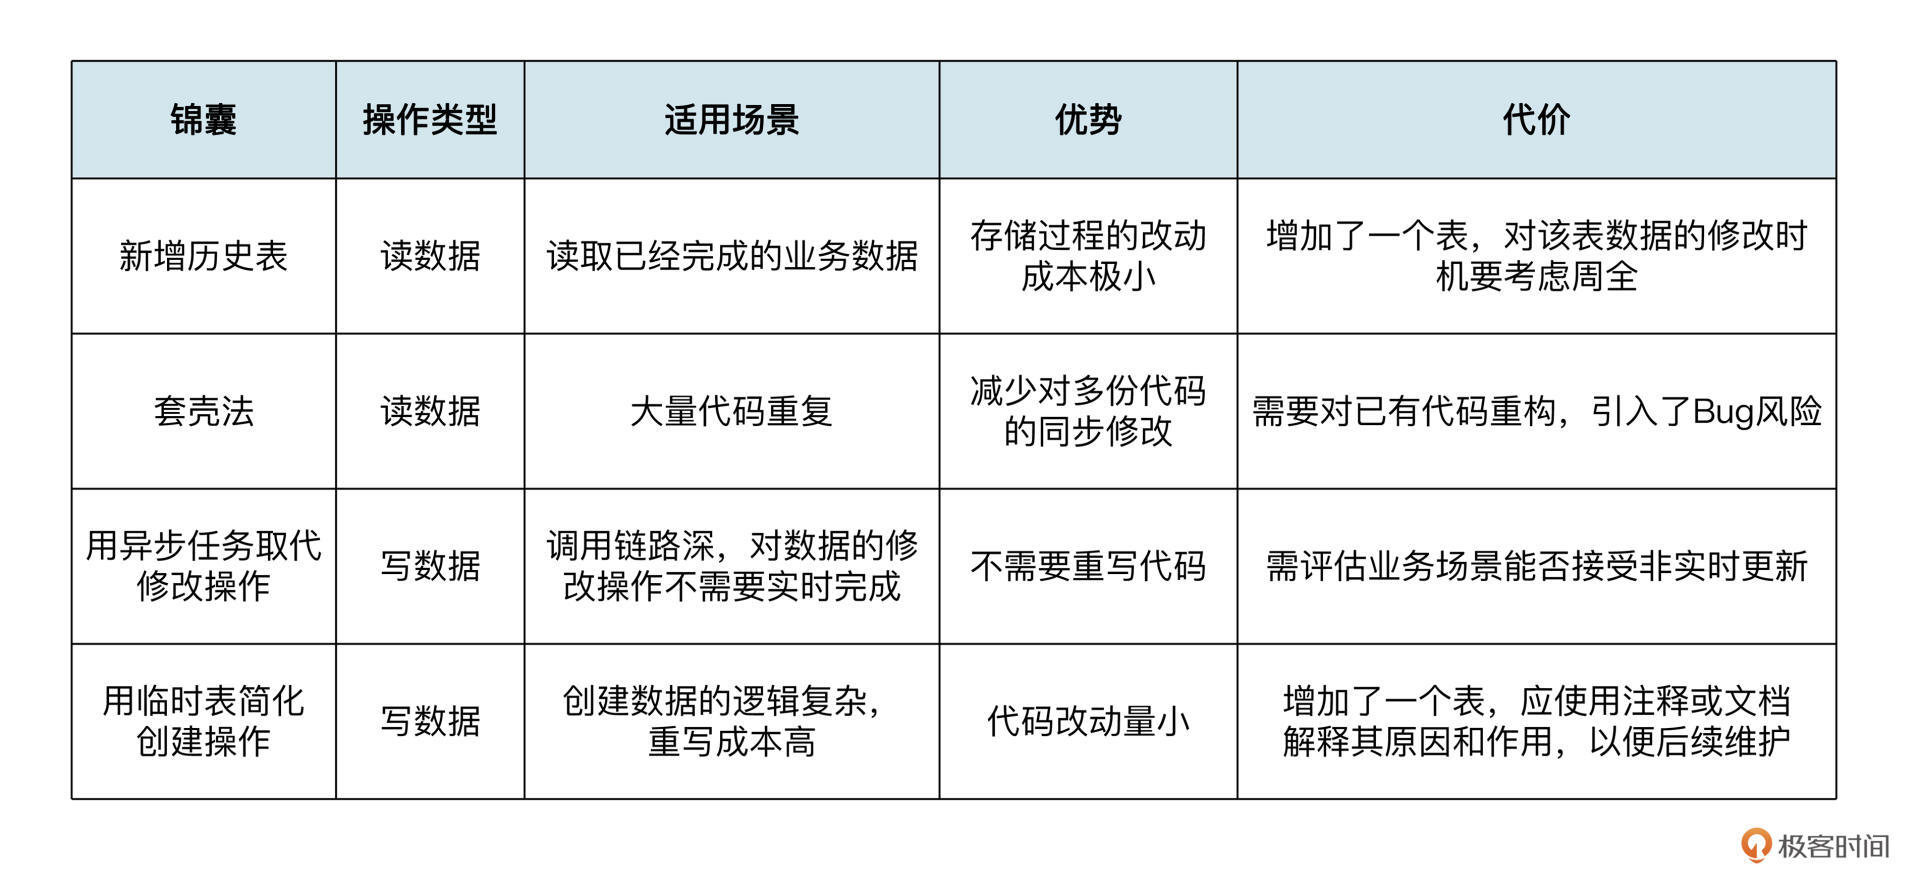 锦囊
操作类型
适用场景
优势
代价
新增历史表
读数据
读取已经完成的业务数据
存储过程的改动
成本极小
增加了一个表，对该表数据的修改时
机要考虑周全
套壳法
读数据
大量代码重复
减少对多份代码
的同步修改
需要对已有代码重构，引入了Bug风险
用异步任务取代
修改操作
写数据
调用链路深，对数据的修
改操作不需要实时完成
不需要重写代码
需评估业务场景能否接受非实时更新
用临时表简化
创建操作
写数据
创建数据的逻辑复杂，
重写成本高
代码改动量小
增加了一个表，应使用注释或文档
解释其原因和作用，以便后续维护
极客时间